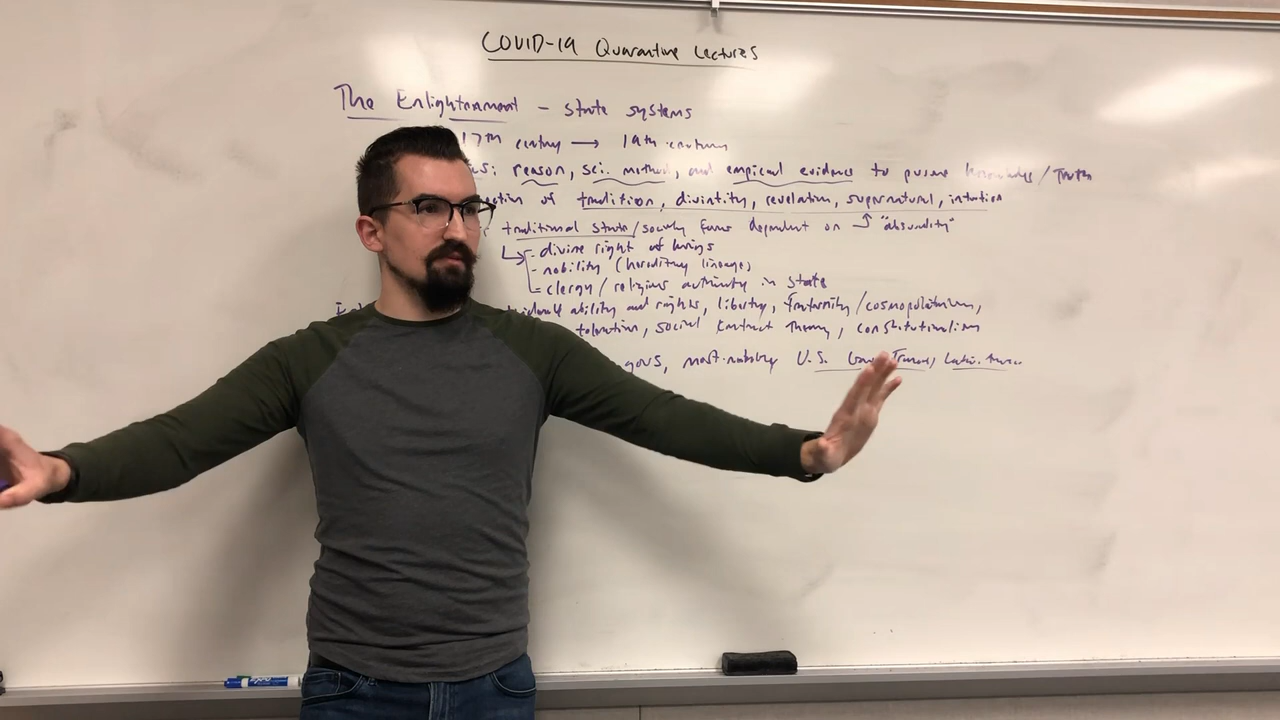 COVID-19 Quarantine Lectures
The Enlightenment - state systems
17th century → 19th century
reason, sci. method, and empirical evidence to pursue knowledge/Truth
of tradition, divinity, revelation, supernatural, intuition
traditional state/society forms dependent on "absurdity"
- divine right of kings
- nobility (hereditary lineage)
- clergy/religious authority in state
ability and rights, liberty, fraternity/cosmopolitanism,
toleration, social contract theory, constitutionalism
govs, most notably U.S.